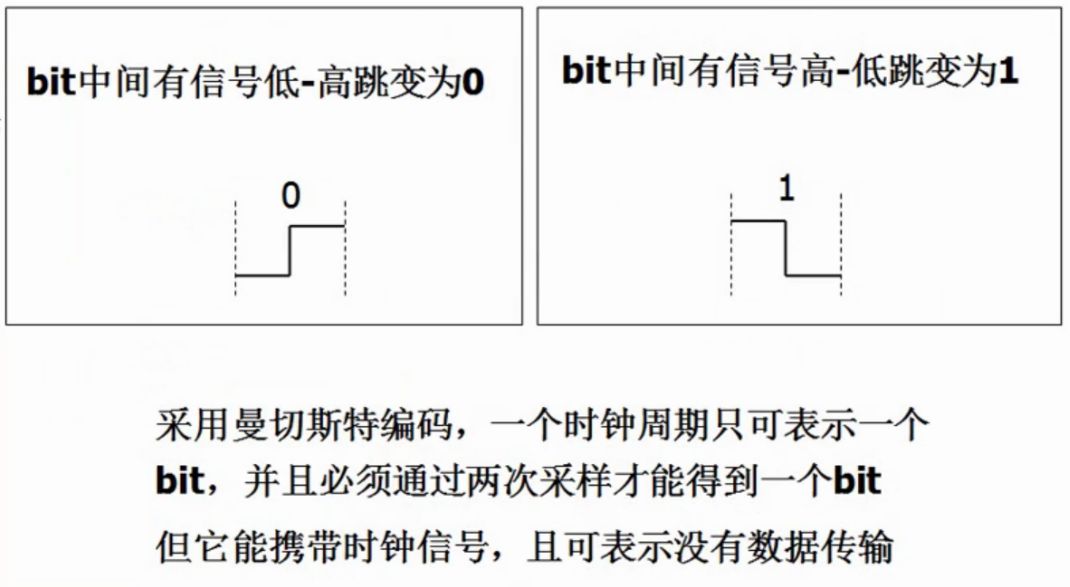 bit中间有信号低-高跳变为0
bit中间有信号高-低跳变为1
0
1
采用曼切斯特编码，一个时钟周期只可表示一个
bit，并且必须通过两次采样才能得到一个bit
但它能携带时钟信号，且可表示没有数据传输